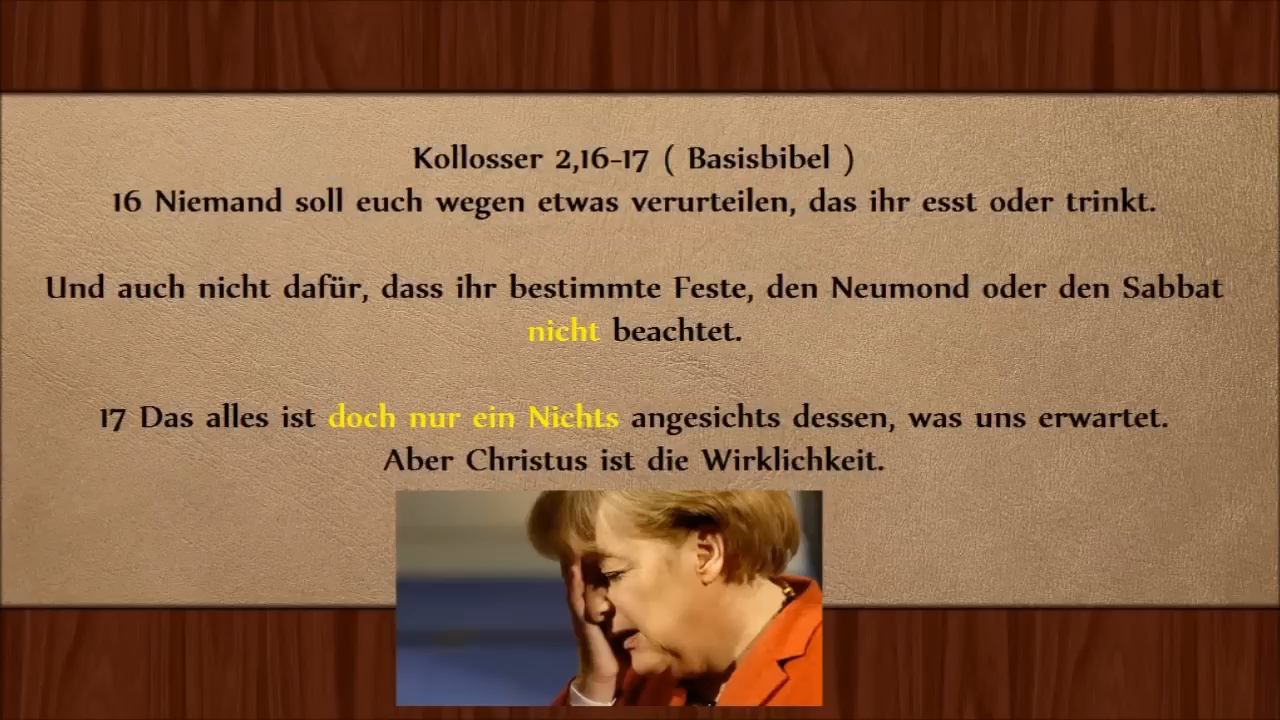 Kollosser 2,16-17 ( Basisbibel )
16 Niemand soll euch wegen etwas verurteilen, das ihr esst oder trinkt.
Und auch nicht dafür, dass ihr bestimmte Feste, den Neumond oder den Sabbat
nicht beachtet.
17 Das alles ist doch nur ein Nichts angesichts dessen, was uns erwartet.
Aber Christus ist die Wirklichkeit.